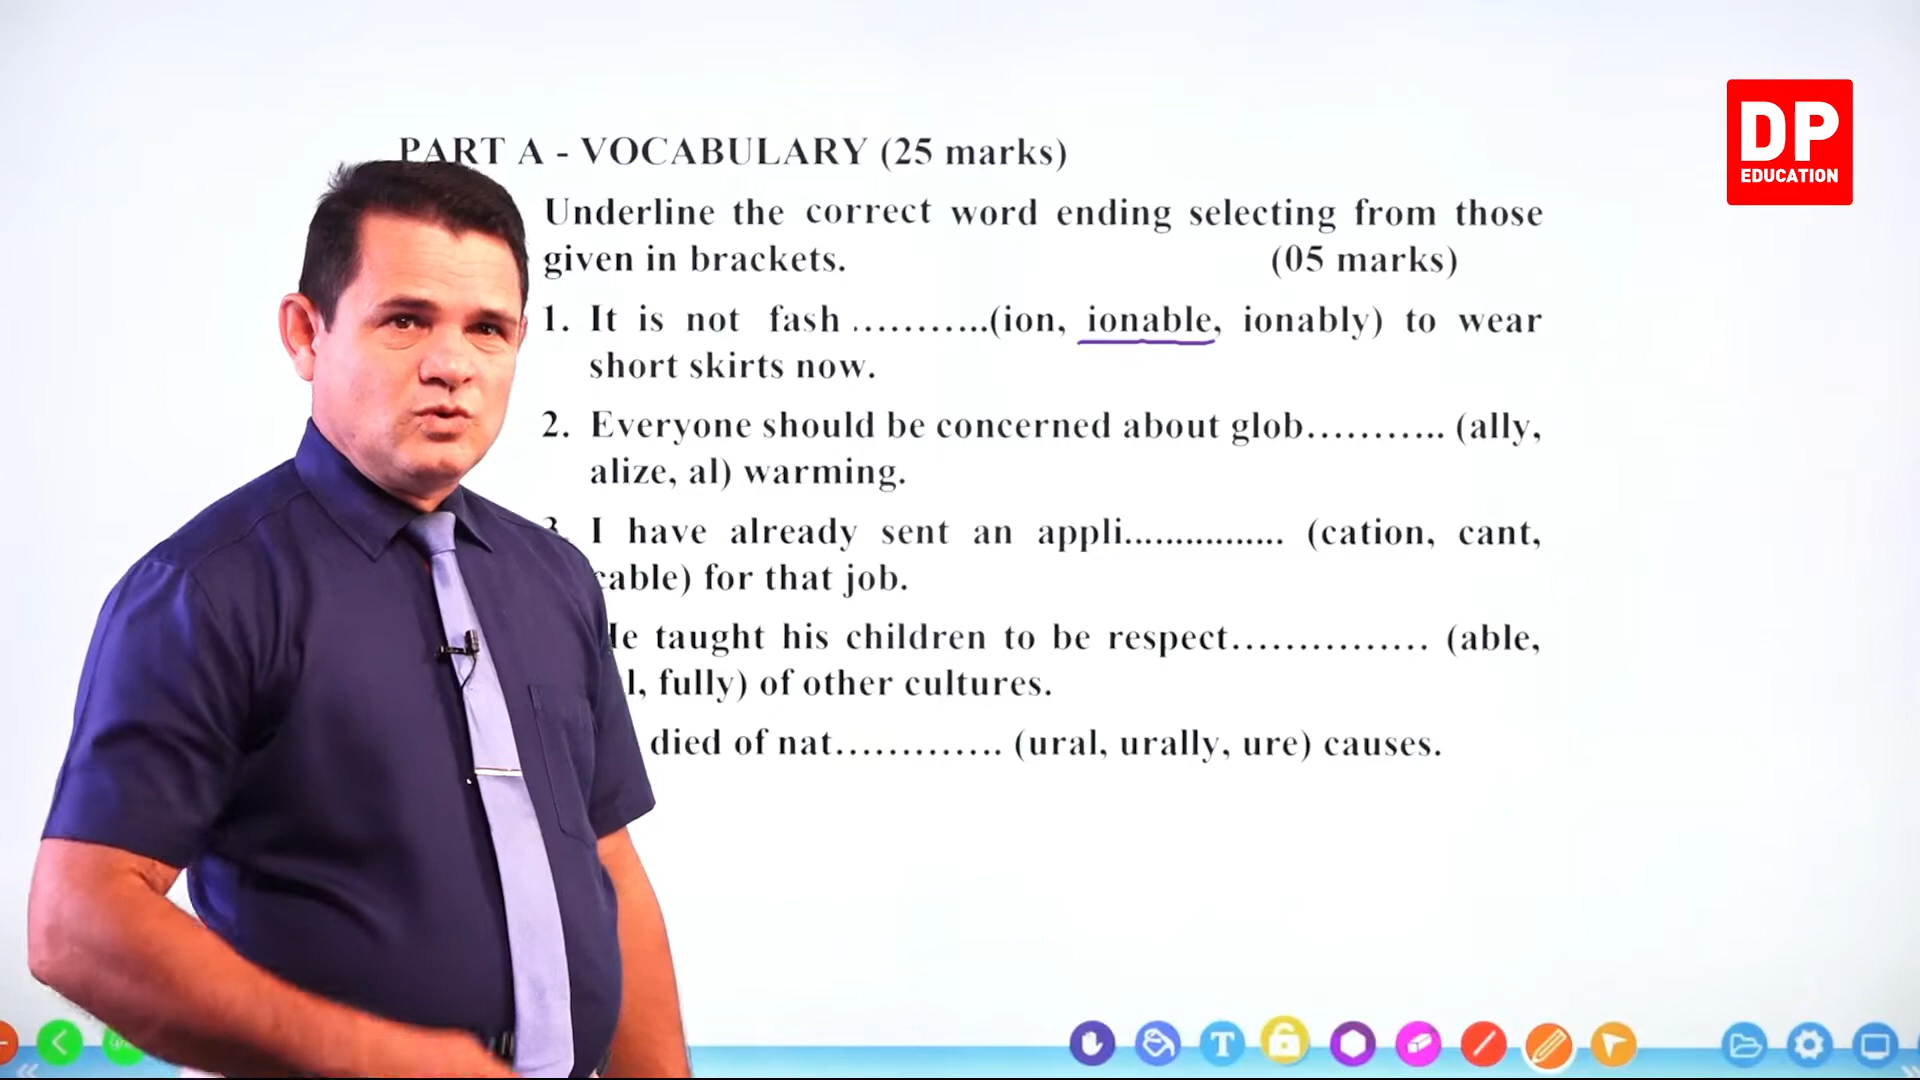 DP
EDUCATION
PART A - VOCABULARY (25 marks)
Underline the correct word ending selecting from those
given in brackets. (05 marks)
1. It is not fash ...........(ion, ionable, ionably) to wear
short skirts now.
2. Everyone should be concerned about glob........... (ally,
alize, al) warming.
3. I have already sent an appli............... (cation, cant,
cable) for that job.
He taught his children to be respect............... (able,
fully) of other cultures.
died of nat............. (ural, urally, ure) causes.
T